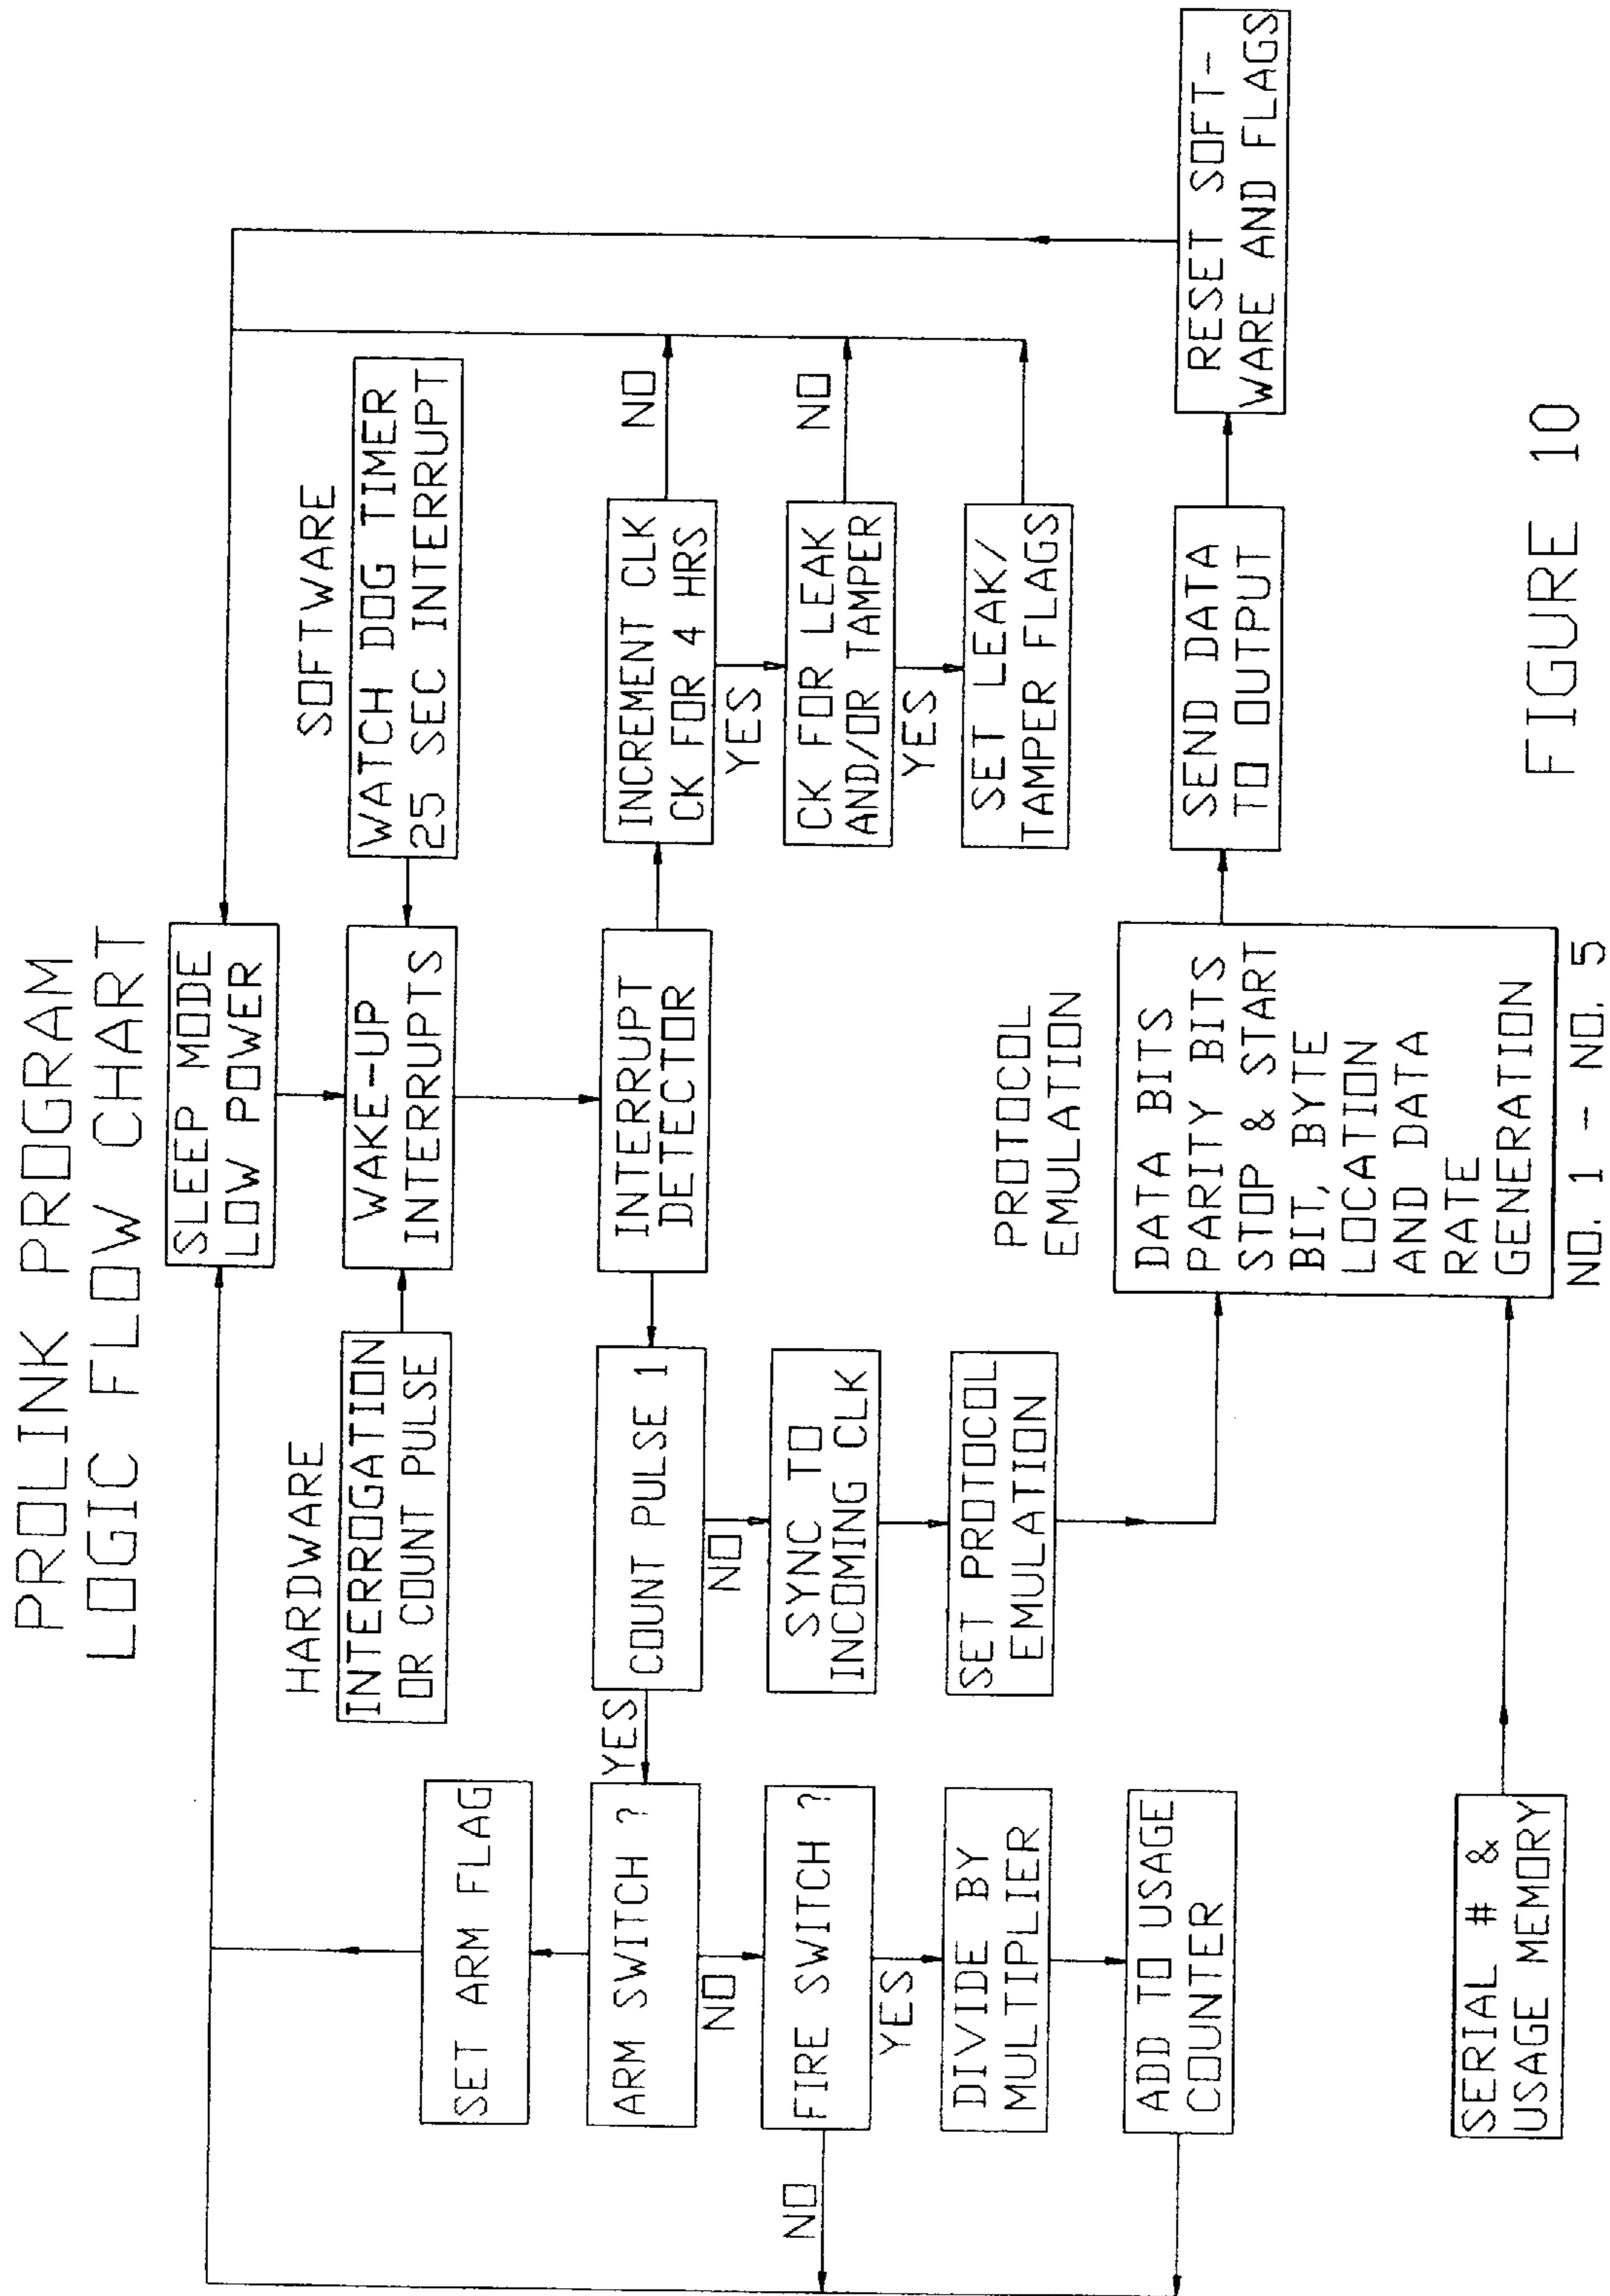 PROLINK PROGRAM
LOGIC FLOW CHART
SLEEP MODE
LOW POWER
HARDWARE
INTERROGATION
OR COUNT PULSE
WAKE-UP
INTERRUPTS
SOFTWARE
WATCH DOG TIMER
25 SEC INTERRUPT
SET ARM FLAG
ARM SWITCH ?
YES
COUNT PULSE 1
INTERRUPT
DETECTOR
INCREMENT CLK
CK FOR 4 HRS
NO
NO
NO
YES
FIRE SWITCH ?
NO
YES
SYNC TO
INCOMING CLK
CK FOR LEAK
AND/OR TAMPER
NO
YES
DIVIDE BY
MULTIPLIER
SET PROTOCOL
EMULATION
SET LEAK/
TAMPER FLAGS
ADD TO USAGE
COUNTER
PROTOCOL
EMULATION
DATA BITS
PARITY BITS
STOP & START
BIT, BYTE
LOCATION
AND DATA
RATE
GENERATION
NO. 1 - NO. 5
SEND DATA
TO OUTPUT
RESET SOFT-
WARE AND FLAGS
SERIAL # &
USAGE MEMORY
FIGURE 10